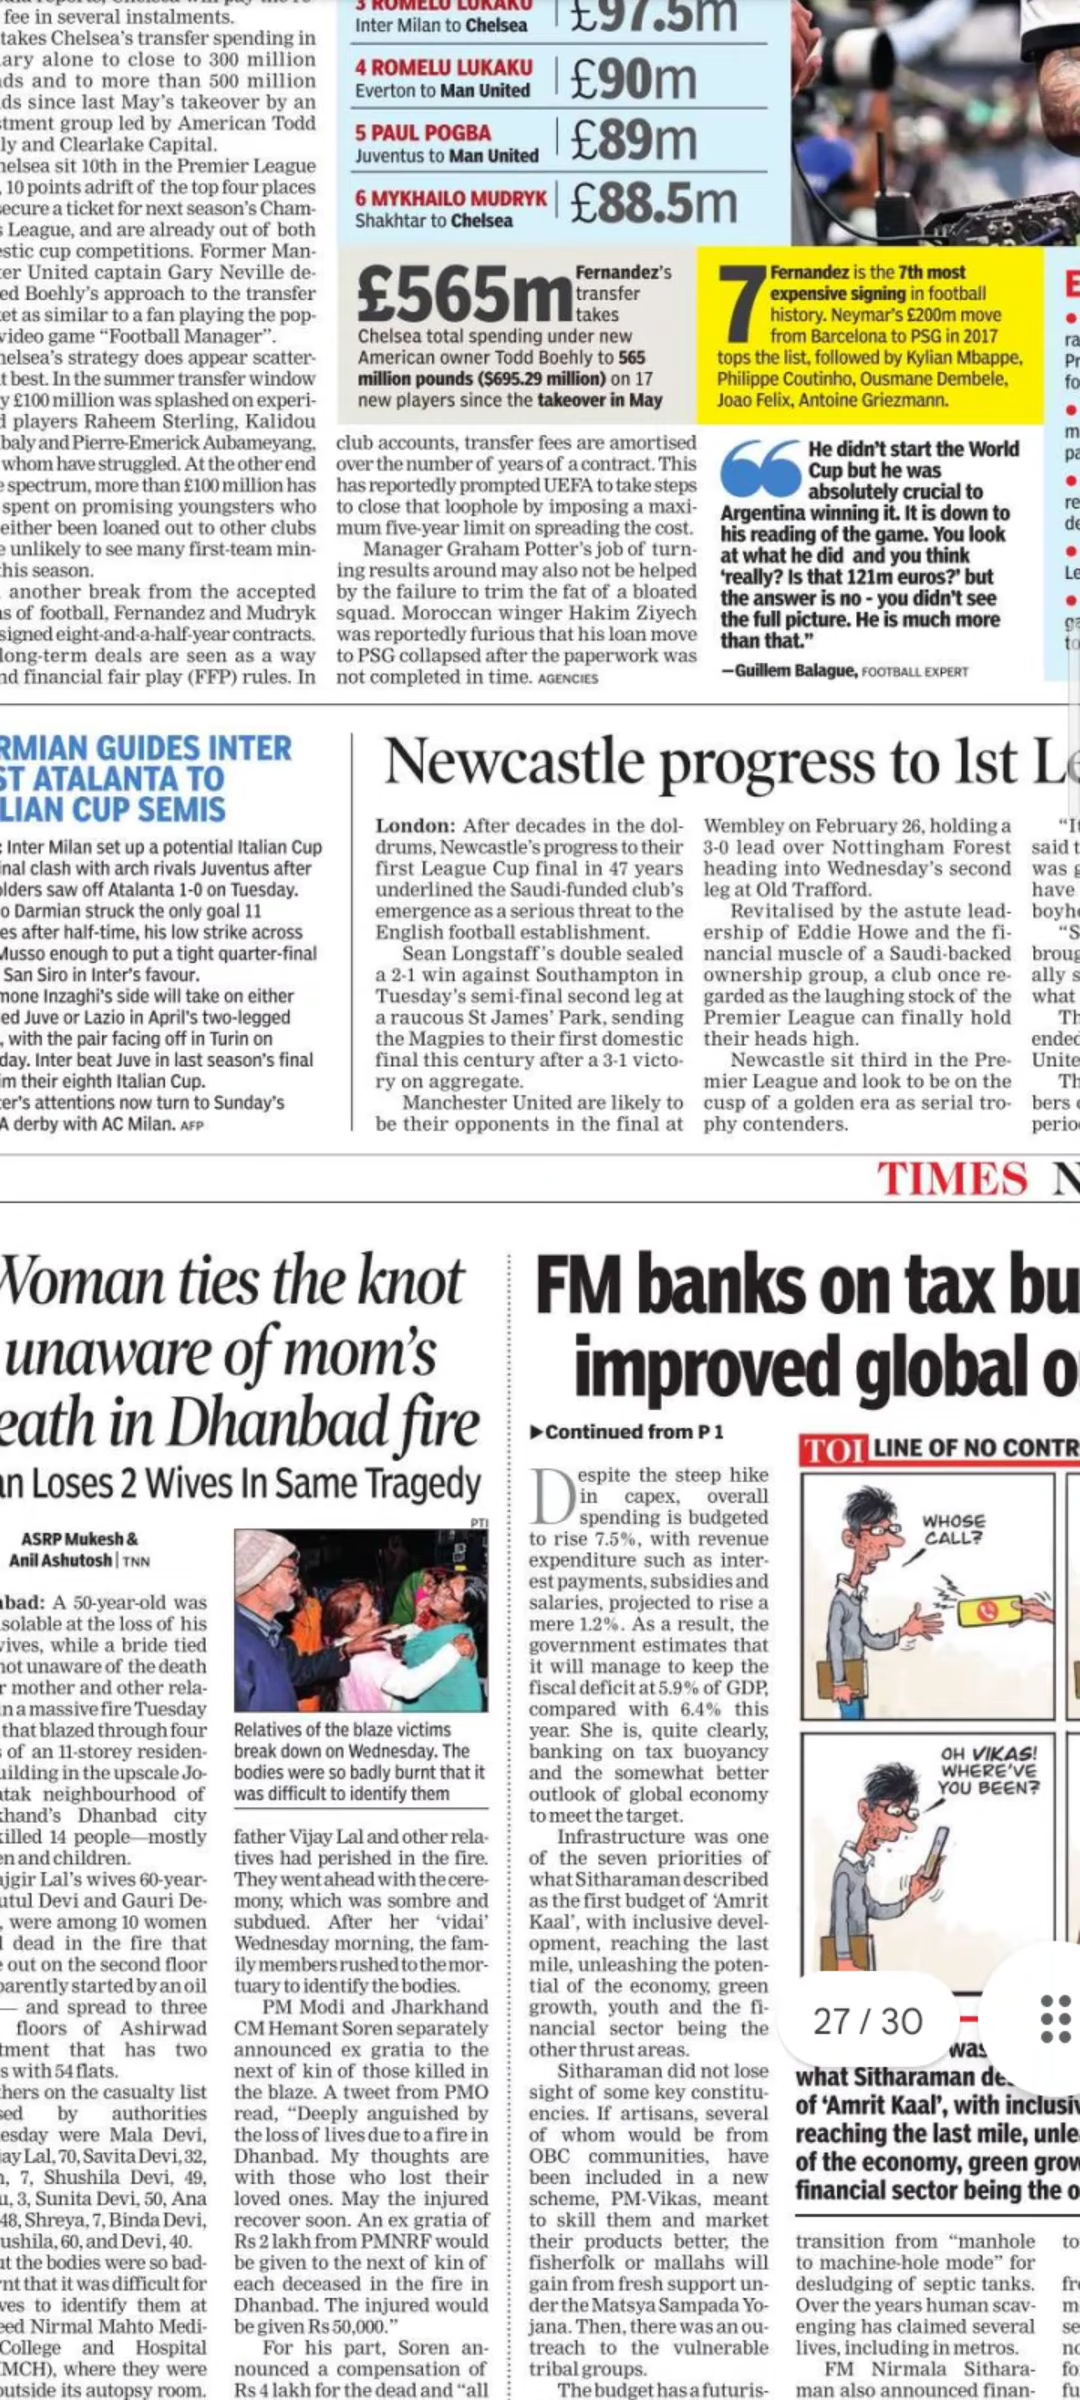 fee in several instalments.
takes Chelsea's transfer spending in
alone to close to 300 million
and to more than 500 million
since last May's takeover by an
group led by American Todd
and Clearlake Capital.
sit 10th in the Premier League
10 points adrift of the top four places
secure a ticket for next season's Cham-
League, and are already out of both
cup competitions. Former Man-
United captain Gary Neville de-
Boehly's approach to the transfer
as similar to a fan playing the pop-
video game "Football Manager".
strategy does appear scatter-
best. In the summer transfer window
£100 million was splashed on experi-
players Raheem Sterling, Kalidou
and Pierre-Emerick Aubameyang,
whom have struggled. At the other end
spectrum, more than £100 million has
spent on promising youngsters who
either been loaned out to other clubs
unlikely to see many first-team min-
this season.
another break from the accepted
of football, Fernandez and Mudryk
signed eight-and-a-half-year contracts.
long-term deals are seen as a way
financial fair play (FFP) rules. In
3 ROMELU LUKAKU
Inter Milan to Chelsea
£97.5m
4 ROMELU LUKAKU
Everton to Man United
£90m
5 PAUL POGBA
Juventus to Man United
£89m
6 MYKHAILO MUDRYK
Shakhtar to Chelsea
£88.5m
£565m Fernandez's
transfer
takes
Chelsea total spending under new
American owner Todd Boehly to 565
million pounds ($695.29 million) on 17
new players since the takeover in May
7 Fernandez is the 7th most
expensive signing in football
history. Neymar's £200m move
from Barcelona to PSG in 2017
tops the list, followed by Kylian Mbappe,
Philippe Coutinho, Ousmane Dembele,
Joao Felix, Antoine Griezmann.
club accounts, transfer fees are amortised
over the number of years of a contract. This
has reportedly prompted UEFA to take steps
to close that loophole by imposing a maxi-
mum five-year limit on spreading the cost.
Manager Graham Potter's job of turn-
ing results around may also not be helped
by the failure to trim the fat of a bloated
squad. Moroccan winger Hakim Ziyech
was reportedly furious that his loan move
to PSG collapsed after the paperwork was
not completed in time. AGENCIES
He didn't start the World
Cup but he was
absolutely crucial to
Argentina winning it. It is down to
his reading of the game. You look
at what he did and you think
'really? Is that 121m euros?' but
the answer is no - you didn't see
the full picture. He is much more
than that."
—Guillem Balague, FOOTBALL EXPERT
RMIAN GUIDES INTER
ST ATALANTA TO
LIAN CUP SEMIS
: Inter Milan set up a potential Italian Cup
clash with arch rivals Juventus after
saw off Atalanta 1-0 on Tuesday.
Darmian struck the only goal 11
after half-time, his low strike across
Musso enough to put a tight quarter-final
San Siro in Inter's favour.
Inzaghi's side will take on either
Juve or Lazio in April's two-legged
, with the pair facing off in Turin on
Inter beat Juve in last season's final
their eighth Italian Cup.
attentions now turn to Sunday's
A derby with AC Milan. AFP
Newcastle progress to 1st Le
London: After decades in the dol-
drums, Newcastle's progress to their
first League Cup final in 47 years
underlined the Saudi-funded club's
emergence as a serious threat to the
English football establishment.
Sean Longstaff's double sealed
a 2-1 win against Southampton in
Tuesday's semi-final second leg at
a raucous St James' Park, sending
the Magpies to their first domestic
final this century after a 3-1 victo-
ry on aggregate.
Manchester United are likely to
be their opponents in the final at
Wembley on February 26, holding a
3-0 lead over Nottingham Forest
heading into Wednesday's second
leg at Old Trafford.
Revitalised by the astute lead-
ership of Eddie Howe and the fi-
nancial muscle of a Saudi-backed
ownership group, a club once re-
garded as the laughing stock of the
Premier League can finally hold
their heads high.
Newcastle sit third in the Pre-
mier League and look to be on the
cusp of a golden era as serial tro-
phy contenders.
TIMES N
Woman ties the knot
unaware of mom's
eath in Dhanbad fire
an Loses 2 Wives In Same Tragedy
ASRP Mukesh &
Anil Ashutosh | TNN
A 50-year-old was
at the loss of his
while a bride tied
unaware of the death
mother and other rela-
in a massive fire Tuesday
that blazed through four
of an 11-storey residen-
in the upscale Jo-
neighbourhood of
Dhanbad city
killed 14 people—mostly
and children.
Lal's wives 60-year-
Devi and Gauri De-
, were among 10 women
dead in the fire that
out on the second floor
started by an oil
— and spread to three
floors of Ashirwad
that has two
with 54 flats.
on the casualty list
by authorities
were Mala Devi,
Lal, 70, Savita Devi, 32,
7, Shushila Devi, 49,
3, Sunita Devi, 50, Ana
48, Shreya, 7, Binda Devi,
60, and Devi, 40.
the bodies were so bad-
that it was difficult for
to identify them at
Nirmal Mahto Medi-
College and Hospital
where they were
outside its autopsy room.
PTI
Relatives of the blaze victims
break down on Wednesday. The
bodies were so badly burnt that it
was difficult to identify them
father Vijay Lal and other rela-
tives had perished in the fire.
They went ahead with the cere-
mony, which was sombre and
subdued. After her 'vidai'
Wednesday morning, the fam-
ily members rushed to the mor-
tuary to identify the bodies.
PM Modi and Jharkhand
CM Hemant Soren separately
announced ex gratia to the
next of kin of those killed in
the blaze. A tweet from PMO
read, "Deeply anguished by
the loss of lives due to a fire in
Dhanbad. My thoughts are
with those who lost their
loved ones. May the injured
recover soon. An ex gratia of
Rs 2 lakh from PMNRF would
be given to the next of kin of
each deceased in the fire in
Dhanbad. The injured would
be given Rs 50,000."
For his part, Soren an-
nounced a compensation of
Rs 4 lakh for the dead and "all
FM banks on tax bu
improved global o
▶Continued from P 1
Despite the steep hike
in capex, overall
spending is budgeted
to rise 7.5%, with revenue
expenditure such as inter-
est payments, subsidies and
salaries, projected to rise a
mere 1.2%. As a result, the
government estimates that
it will manage to keep the
fiscal deficit at 5.9% of GDP,
compared with 6.4% this
year. She is, quite clearly,
banking on tax buoyancy
and the somewhat better
outlook of global economy
to meet the target.
Infrastructure was one
of the seven priorities of
what Sitharaman described
as the first budget of 'Amrit
Kaal', with inclusive devel-
opment, reaching the last
mile, unleashing the poten-
tial of the economy, green
growth, youth and the fi-
nancial sector being the
other thrust areas.
Sitharaman did not lose
sight of some key constitu-
encies. If artisans, several
of whom would be from
OBC communities, have
been included in a new
scheme, PM-Vikas, meant
to skill them and market
their products better, the
fisherfolk or mallahs will
gain from fresh support un-
der the Matsya Sampada Yo-
jana. Then, there was an ou-
treach to the vulnerable
tribal groups.
The budget has a futuris-
TOI LINE OF NO CONTR
WHOSE
CALL?
OH VIKAS!
WHERE'VE
YOU BEEN?
27 / 30
was
what Sitharaman de
of 'Amrit Kaal', with inclusiv
reaching the last mile, unle
of the economy, green grow
financial sector being the o
transition from "manhole
to machine-hole mode" for
desludging of septic tanks.
Over the years human scav-
enging has claimed several
lives, including in metros.
FM Nirmala Sithara-
man also announced finan-